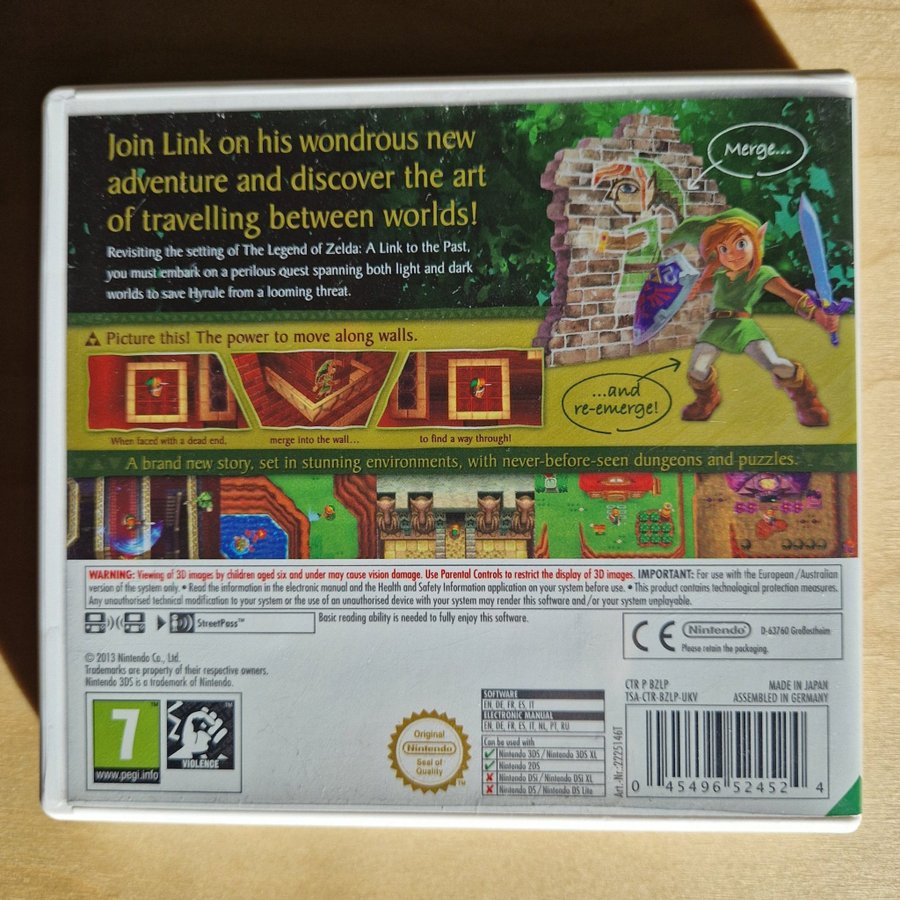 Join Link on his wondrous new
adventure and discover the art
of travelling between worlds!
Revisiting the setting of The Legend of Zelda: A Link to the Past,
you must embark on a perilous quest spanning both light and dark
worlds to save Hyrule from a looming threat.
Merge...
Picture this! The power to move along walls.
...and
re-emerge!
When faced with a dead end,
merge into the wall...
to find a way through!
A brand new story, set in stunning environments, with never-before-seen dungeons and puzzles.
WARNING: Viewing of 3D images by children aged six and under may cause vision damage. Use Parental Controls to restrict the display of 3D images. IMPORTANT: For use with the European/Australian
version of the system only. • Read the information in the electronic manual and the Health and Safety Information application on your system before use. • This product contains technological protection measures.
Any unauthorised technical modification to your system or the use of an unauthorised device with your system may render this software and/or your system unplayable.
StreetPass™
Basic reading ability is needed to fully enjoy this software.
CE Nintendo® D-63760 Großostheim
Please retain the packaging.
© 2013 Nintendo Co., Ltd.
Trademarks are property of their respective owners.
Nintendo 3DS is a trademark of Nintendo.
7 ™
www.pegi.info
VIOLENCE ™
Original
Nintendo
Seal of
Quality ™
SOFTWARE
EN, DE, FR, ES, IT
ELECTRONIC MANUAL
EN, DE, FR, ES, IT, NL, PT, RU
Can be used with
Nintendo 3DS / Nintendo 3DS XL
Nintendo 2DS
Nintendo DSi / Nintendo DSi XL
Nintendo DS / Nintendo DS Lite
Art.-Nr.: 2225146T
CTR P BZLP
TSA-CTR-BZLP-UKV
MADE IN JAPAN
ASSEMBLED IN GERMANY
0 45496 52452 4